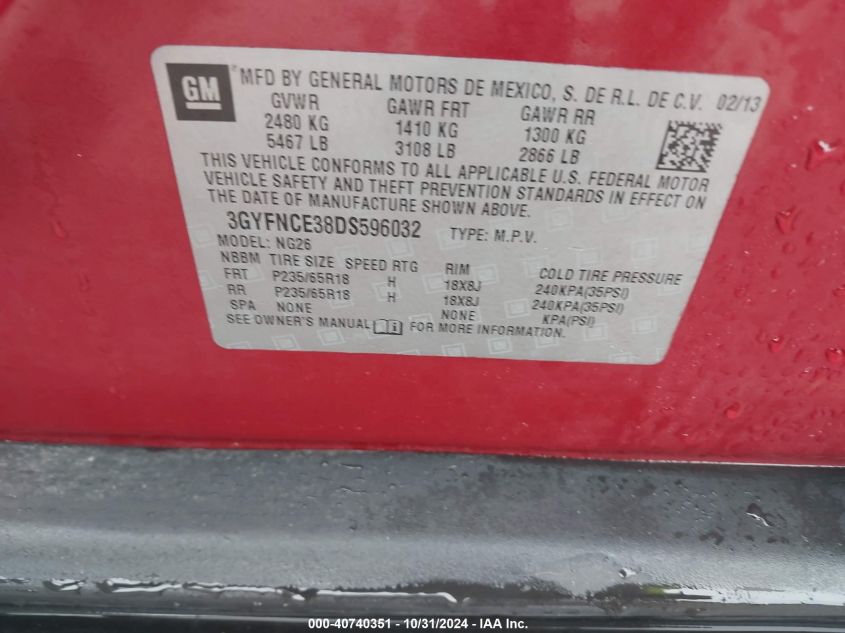 GM
MFD BY GENERAL MOTORS DE MEXICO, S. DE R.L. DE C.V. 02/13
GVWR GAWR FRT GAWR RR
2480 KG 1410 KG 1300 KG
5467 LB 3108 LB 2866 LB
THIS VEHICLE CONFORMS TO ALL APPLICABLE U.S. FEDERAL MOTOR
VEHICLE SAFETY AND THEFT PREVENTION STANDARDS IN EFFECT ON
THE DATE OF MANUFACTURE SHOWN ABOVE.
3GYFNCE38DS596032 TYPE: M.P.V.
MODEL: NG26
NBBM TIRE SIZE SPEED RTG RIM COLD TIRE PRESSURE
FRT P235/65R18 H 18X8J 240KPA(35PSI)
RR P235/65R18 H 18X8J 240KPA(35PSI)
SPA NONE NONE KPA(PSI)
SEE OWNER'S MANUAL FOR MORE INFORMATION.
000-40740351 - 10/31/2024 - IAA Inc.